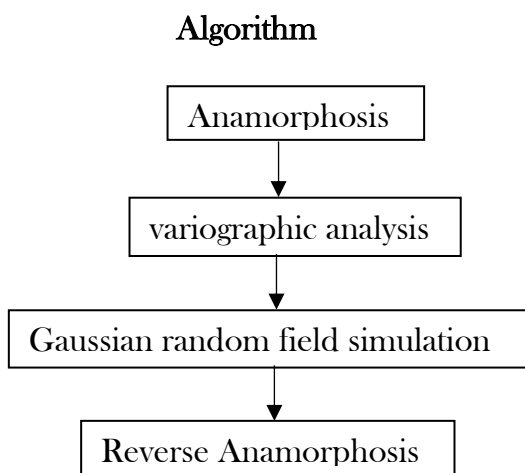 Algorithm
Anamorphosis
variographic analysis
Gaussian random field simulation
Reverse Anamorphosis